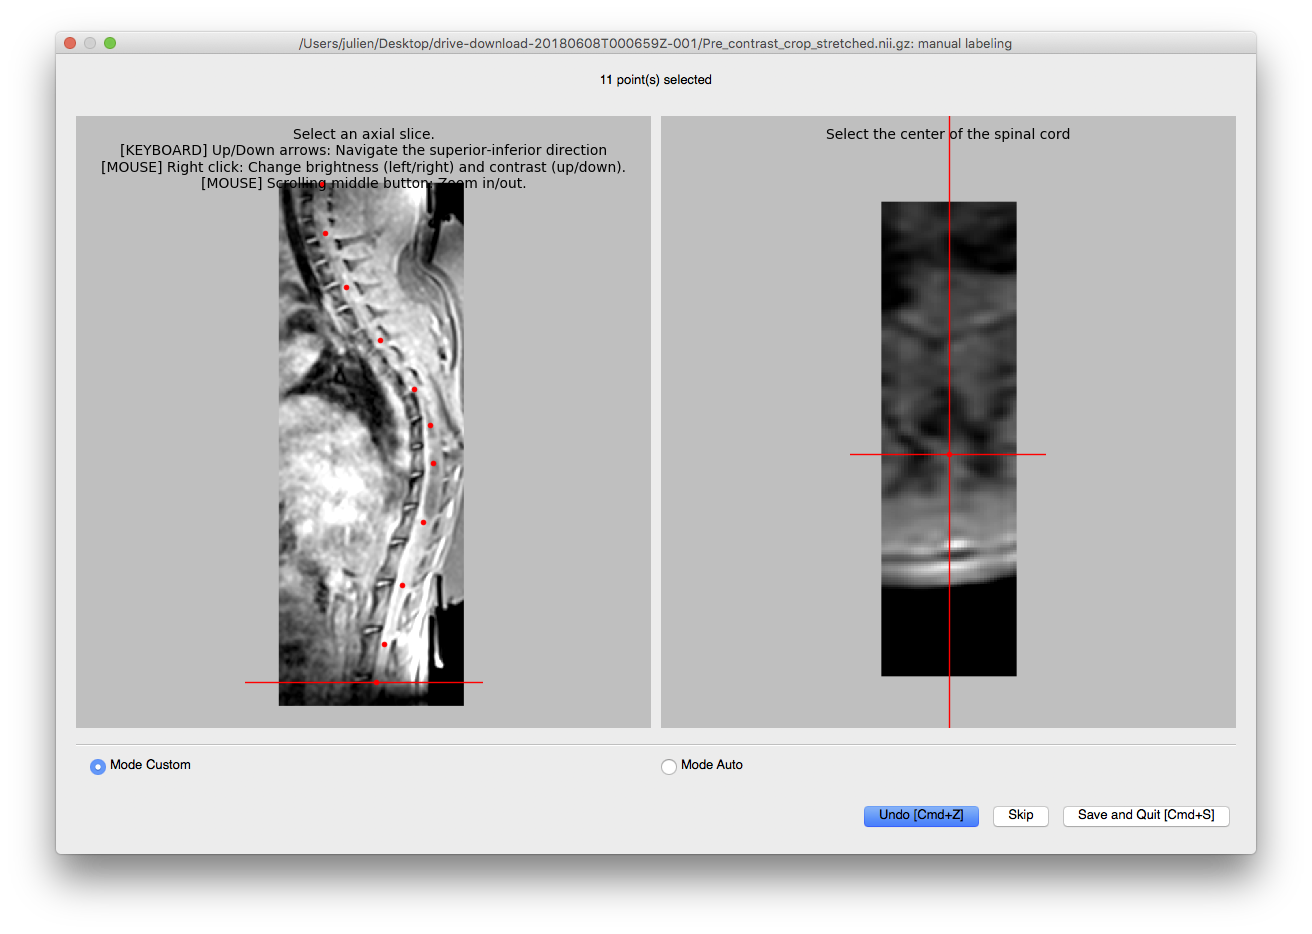 /Users/julien/Desktop/drive-download-20180608T000659Z-001/Pre_contrast_crop_stretched.nii.gz: manual labeling
11 point(s) selected
Select an axial slice.
[KEYBOARD] Up/Down arrows: Navigate the superior-inferior direction
[MOUSE] Right click: Change brightness (left/right) and contrast (up/down).
[MOUSE] Scrolling middle button: Zoom in/out.
Select the center of the spinal cord
Mode Custom
Mode Auto
Undo [Cmd+Z]
Skip
Save and Quit [Cmd+S]